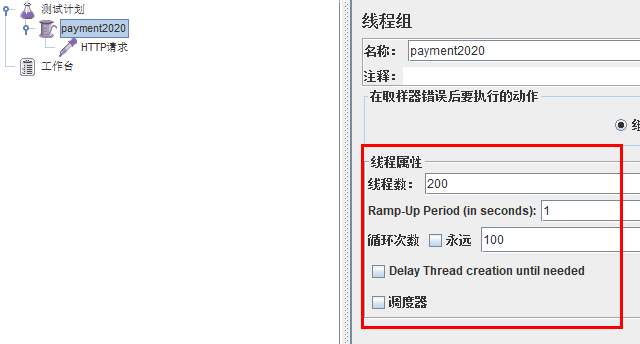 测试计划
payment2020
HTTP请求
工作台
线程组
名称： payment2020
注释：
在取样器错误后要执行的动作
线程属性
线程数： 200
Ramp-Up Period (in seconds): 1
循环次数 永远 100
Delay Thread creation until needed
调度器